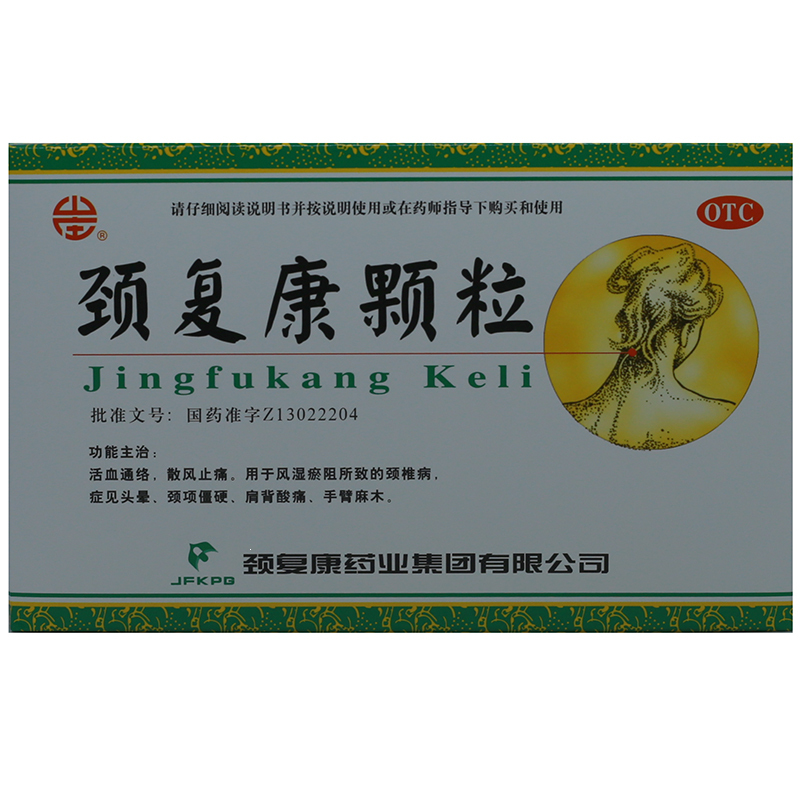 请仔细阅读说明书并按说明使用或在药师指导下购买和使用
OTC
®
颈复康颗粒
Jingfukang Keli
批准文号：国药准字Z13022204
功能主治：
活血通络，散风止痛。用于风湿瘀阻所致的颈椎病，
症见头晕、颈项僵硬、肩背酸痛、手臂麻木。
JFKPG
颈复康药业集团有限公司